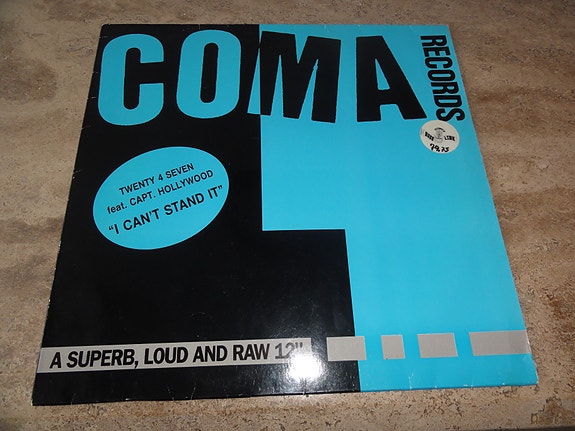 COMA
RECORDS
TWENTY 4 SEVEN
feat. CAPT. HOLLYWOOD
"I CAN'T STAND IT"
A SUPERB, LOUD AND RAW 12"